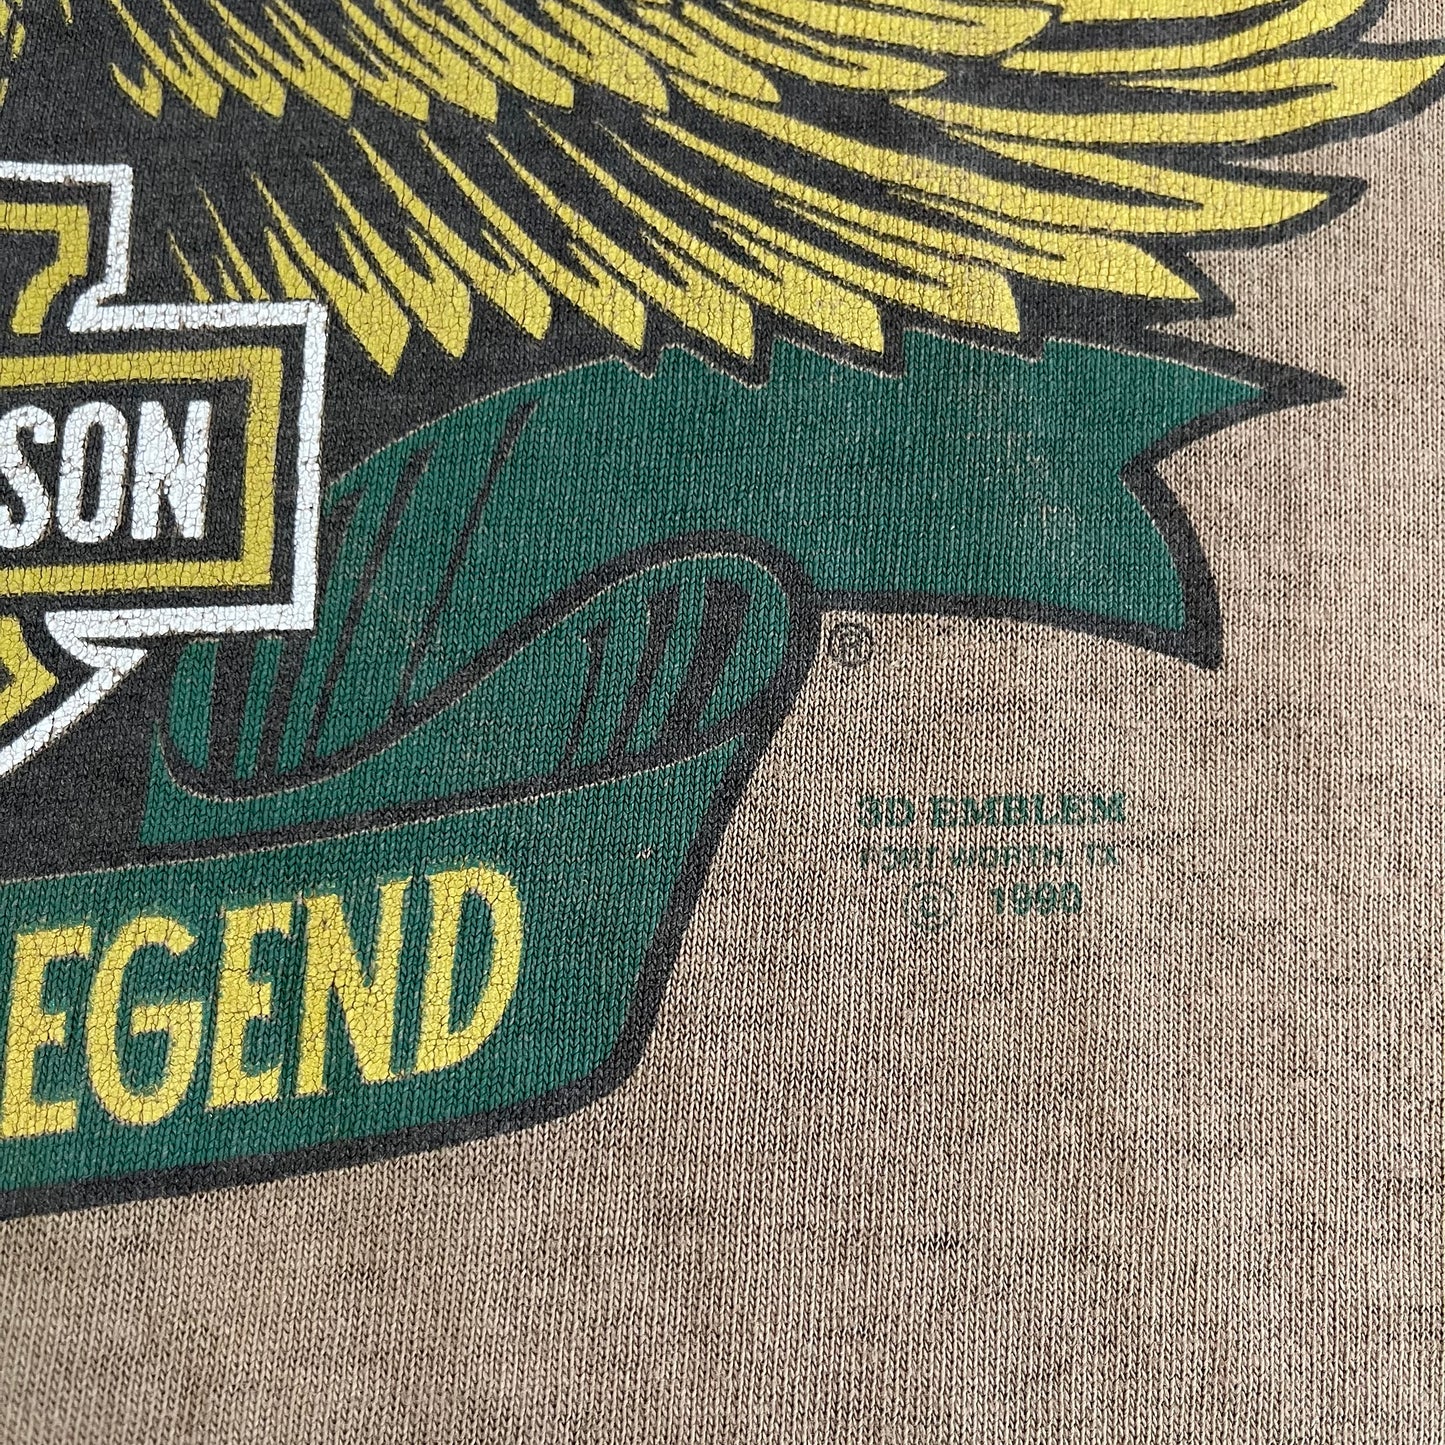 SON
®
3D EMBLEM
FORT WORTH, TX
© 1990
EGEND